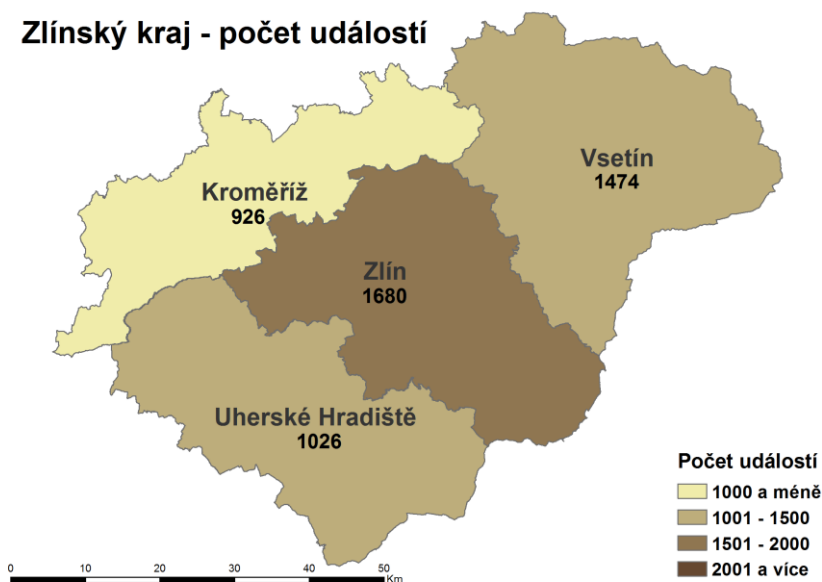 Zlínský kraj - počet událostí
Vsetín
1474
Kroměříž
926
Zlín
1680
Uherské Hradiště
1026
Počet událostí
1000 a méně
1001 - 1500
1501 - 2000
2001 a více
0 10 20 30 40 50
Km